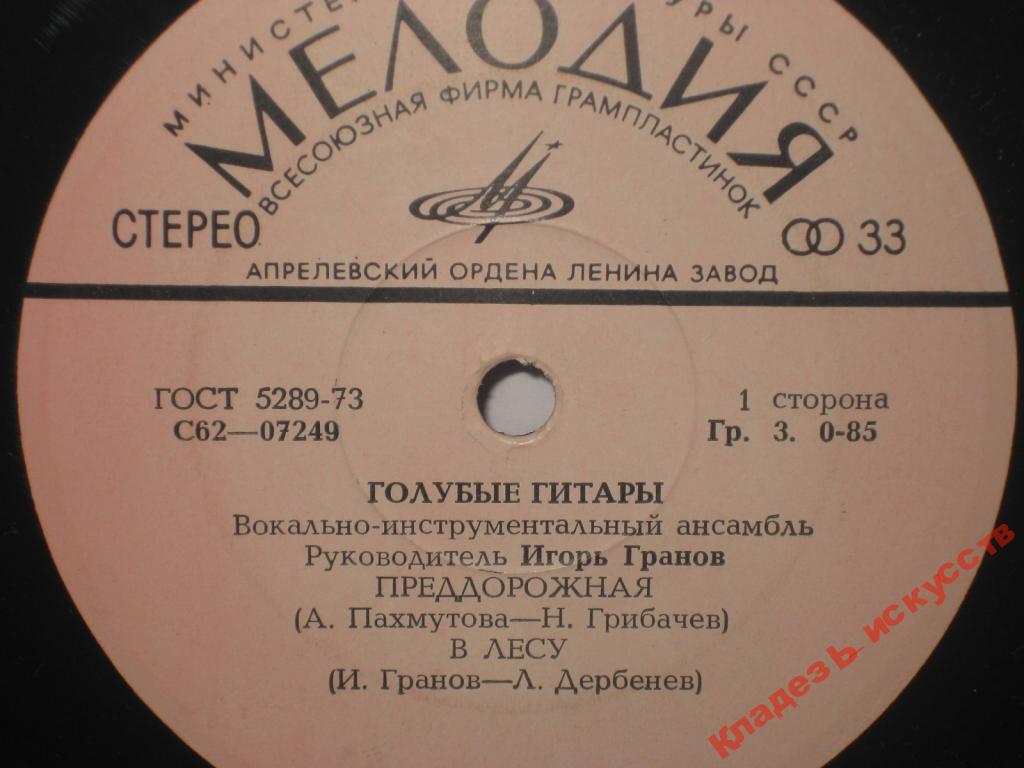 СССР
МЕЛОДИЯ
ВСЕСОЮЗНАЯ ФИРМА ГРАМПЛАСТИНОК
СТЕРЕО
33
АПРЕЛЕВСКИЙ ОРДЕНА ЛЕНИНА ЗАВОД
ГОСТ 5289-73
1 сторона
С62—07249
Гр. 3. 0-85
ГОЛУБЫЕ ГИТАРЫ
Вокально-инструментальный ансамбль
Руководитель Игорь Гранов
ПРЕДДОРОЖНАЯ
(А. Пахмутова—Н. Грибачев)
В ЛЕСУ
(И. Гранов—Л. Дербенев)
Кладезь искусств